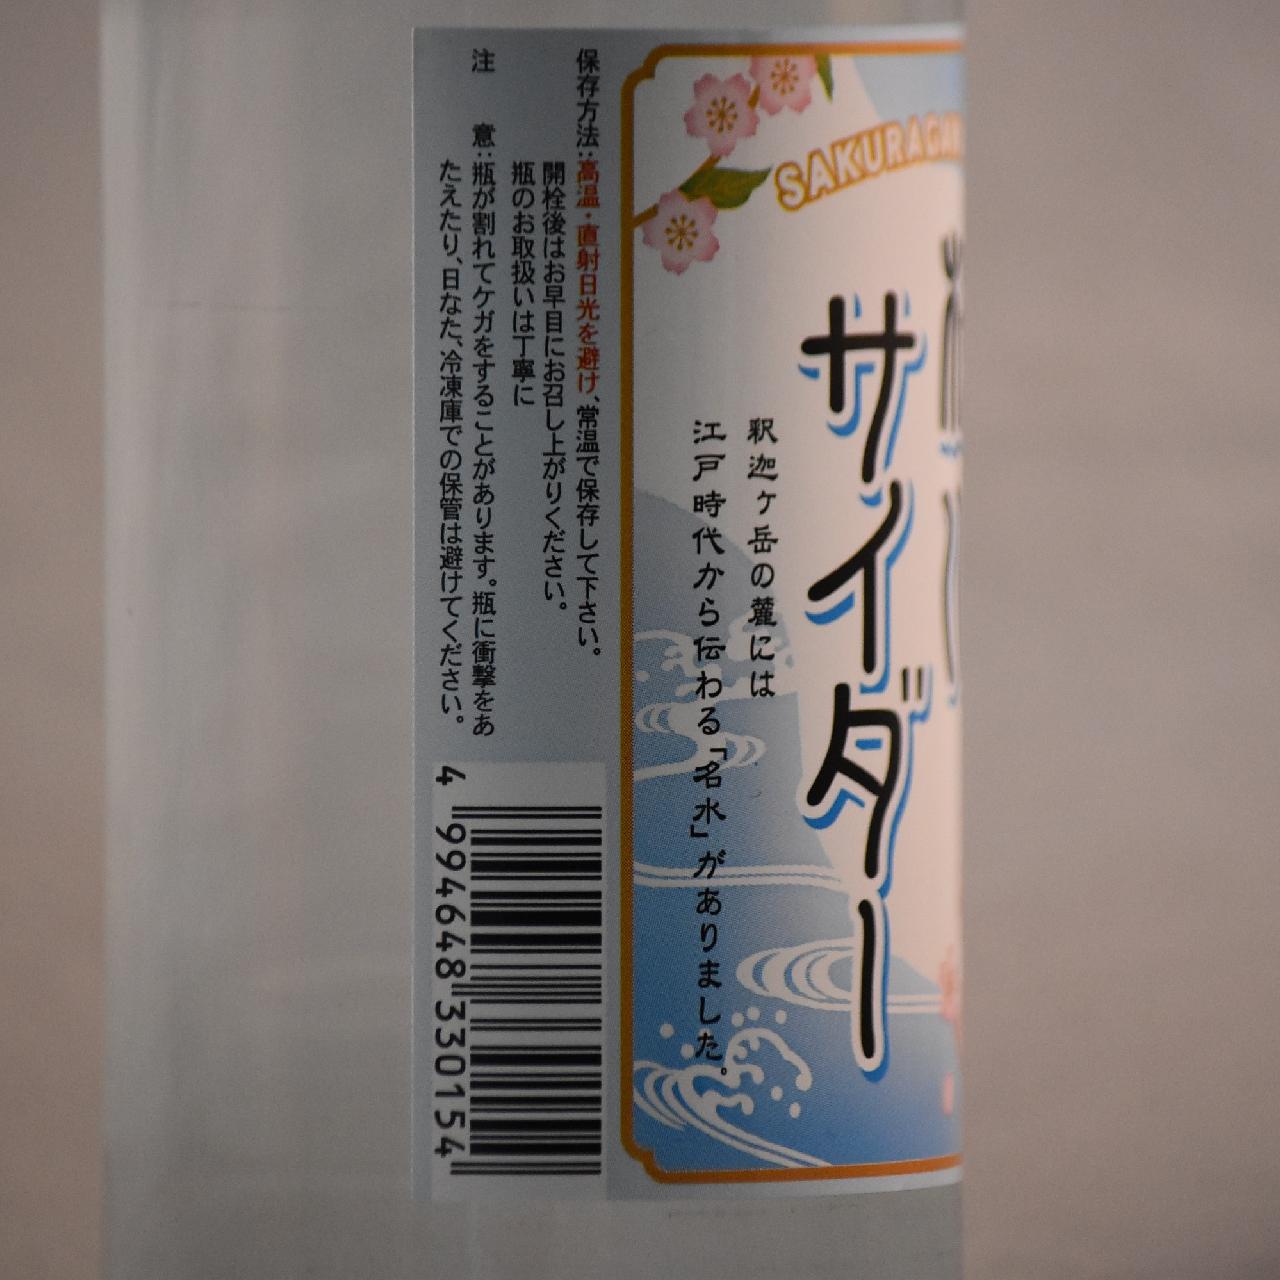 SAKURAGAW
サイダー
釈迦ヶ岳の麓には
江戸時代から伝わる「名水」がありました。
保存方法：高温・直射日光を避け、常温で保存して下さい。
開栓後はお早目にお召し上がりください。
瓶のお取扱いは丁寧に
注　意：瓶が割れてケガをすることがあります。瓶に衝撃をあ
たえたり、日なた、冷凍庫での保管は避けてください。
4 994648 330154